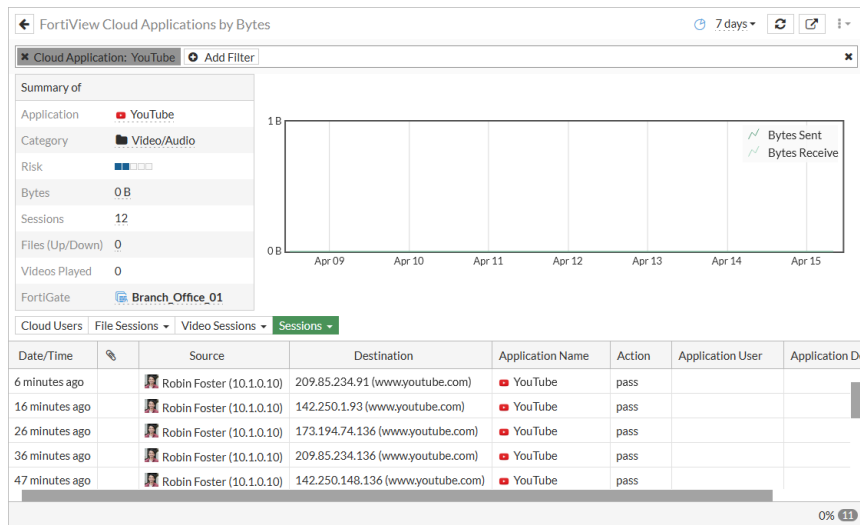 FortiView Cloud Applications by Bytes
7 days
Cloud Application: YouTube Add Filter
Summary of
Application YouTube
Category Video/Audio
Risk
Bytes 0 B
Sessions 12
Files (Up/Down) 0
Videos Played 0
FortiGate Branch_Office_01
1 B
0 B
Bytes Sent
Bytes Receive
Apr 09 Apr 10 Apr 11 Apr 12 Apr 13 Apr 14 Apr 15
Cloud Users File Sessions Video Sessions Sessions
Date/Time Source Destination Application Name Action Application User Application D
6 minutes ago Robin Foster (10.1.0.10) 209.85.234.91 (www.youtube.com) YouTube pass
16 minutes ago Robin Foster (10.1.0.10) 142.250.1.93 (www.youtube.com) YouTube pass
26 minutes ago Robin Foster (10.1.0.10) 173.194.74.136 (www.youtube.com) YouTube pass
36 minutes ago Robin Foster (10.1.0.10) 209.85.234.136 (www.youtube.com) YouTube pass
47 minutes ago Robin Foster (10.1.0.10) 142.250.148.136 (www.youtube.com) YouTube pass
0% 11